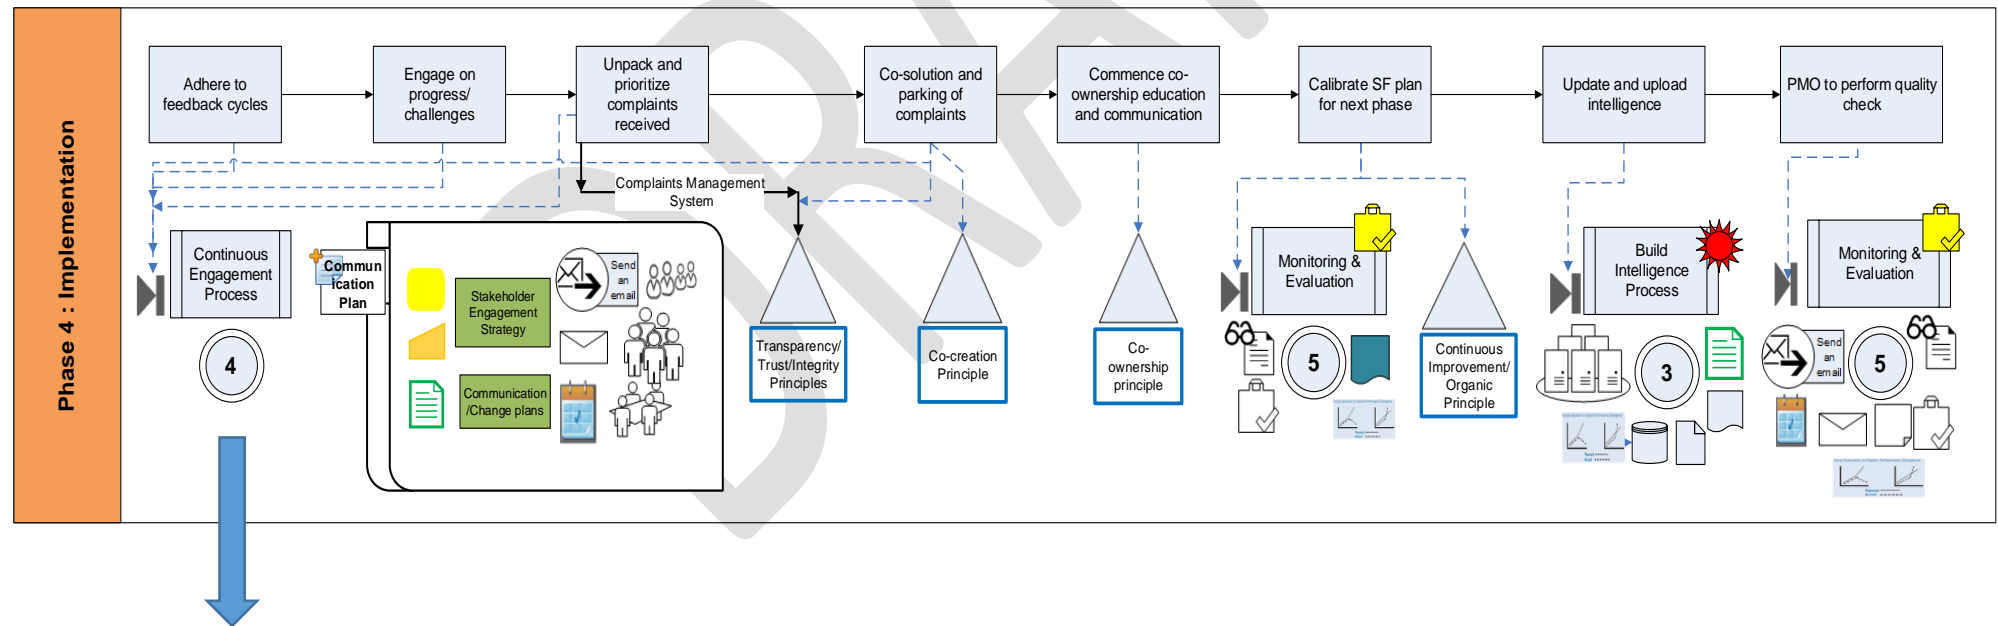 Phase 4 : Implementation
Adhere to
feedback cycles
Engage on
progress/
challenges
Unpack and
prioritize
complaints
received
Co-solution and
parking of
complaints
Commence co-
ownership education
and communication
Calibrate SF plan
for next phase
Update and upload
intelligence
PMO to perform quality
check
Complaints Management
System
Continuous
Engagement
Process
4
Commun
ication
Plan
Stakeholder
Engagement
Strategy
Communication
/Change plans
Send
an
email
Transparency/
Trust/Integrity
Principles
Co-creation
Principle
Co-
ownership
principle
Monitoring &
Evaluation
5
Continuous
Improvement/
Organic
Principle
Build
Intelligence
Process
3
Monitoring &
Evaluation
Send
an
email
5